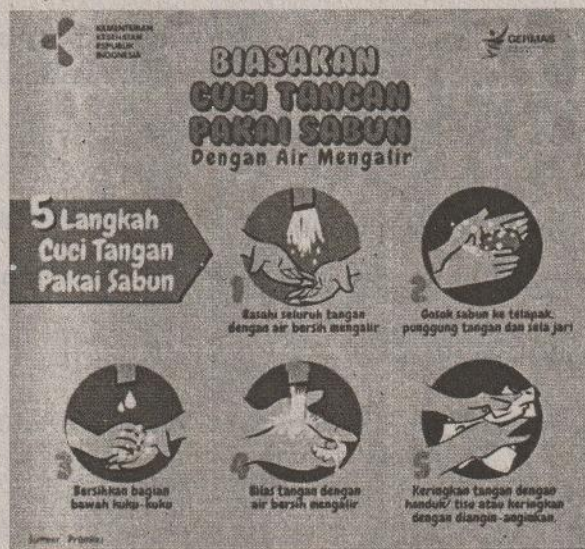 KEMENTERIAN
KESEHATAN
REPUBLIK
INDONESIA
GERMAS
BIASAKAN
CUCI TANGAN
PAKAI SABUN
Dengan Air Mengalir
5 Langkah
Cuci Tangan
Pakai Sabun
1
Basahi seluruh tangan
dengan air bersih mengalir
2
Gosok sabun ke telapak,
punggung tangan dan sela jari
3
Bersihkan bagian
bawah kuku-kuku
4
Bilas tangan dengan
air bersih mengalir
5
Keringkan tangan dengan
handuk/ tisu atau keringkan
dengan diangin-anginkan.
Sumber